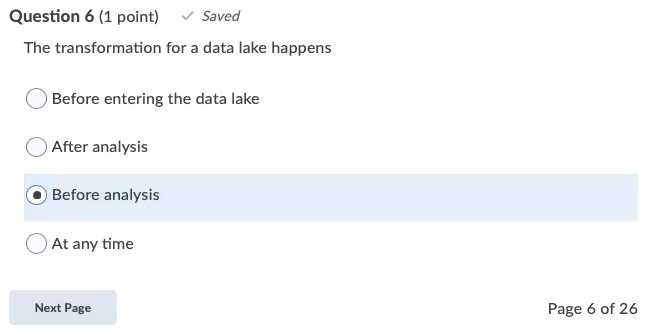 Question 6 (1 point) Saved
The transformation for a data lake happens
Before entering the data lake
After analysis
Before analysis
At any time
Next Page Page 6 of 26